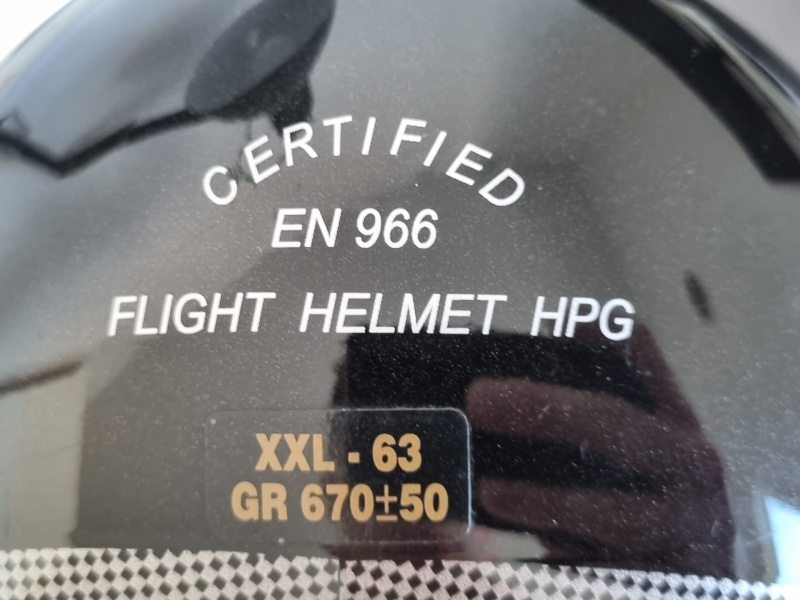 CERTIFIED
EN 966
FLIGHT HELMET HPG
XXL - 63
GR 670±50